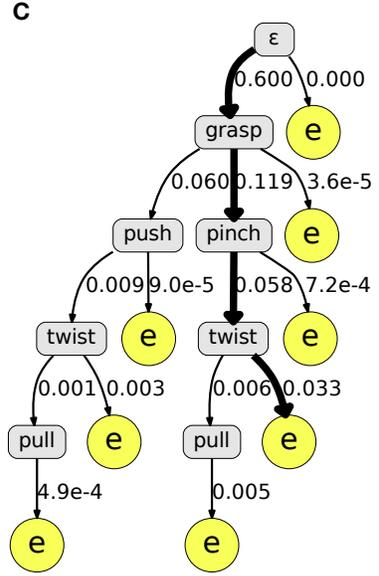 C
ε
0.600 0.000
grasp e
0.060 0.119 3.6e-5
push pinch e
0.009 9.0e-5 0.058 7.2e-4
twist e twist e
0.001 0.003 0.006 0.033
pull e pull e
4.9e-4 0.005
e e